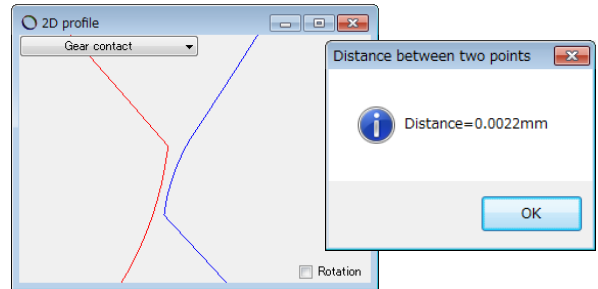 2D profile
Gear contact
Rotation
Distance between two points
Distance=0.0022mm
OK